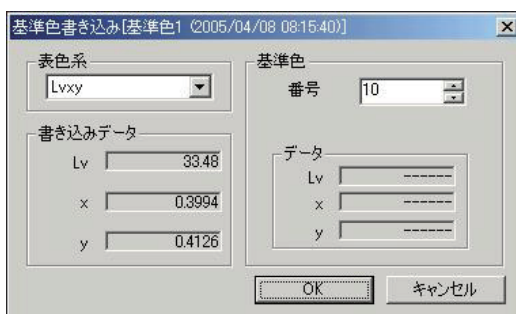 基準色書き込み[基準色1 (2005/04/08 08:15:40)]
表色系
Lvxy
書き込みデータ
Lv 33.48
x 0.3994
y 0.4126
基準色
番号 10
データ
Lv ------
x ------
y ------
OK キャンセル